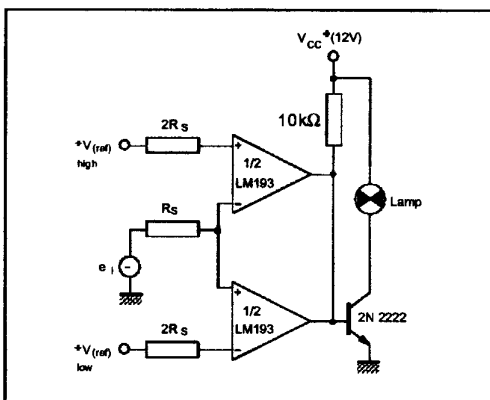 V CC +(12V)
10kΩ
2R S
+V (ref)
high
+
1/2
LM193
-
Lamp
R S
e i
+
1/2
LM193
-
2N 2222
2R S
+V (ref)
low